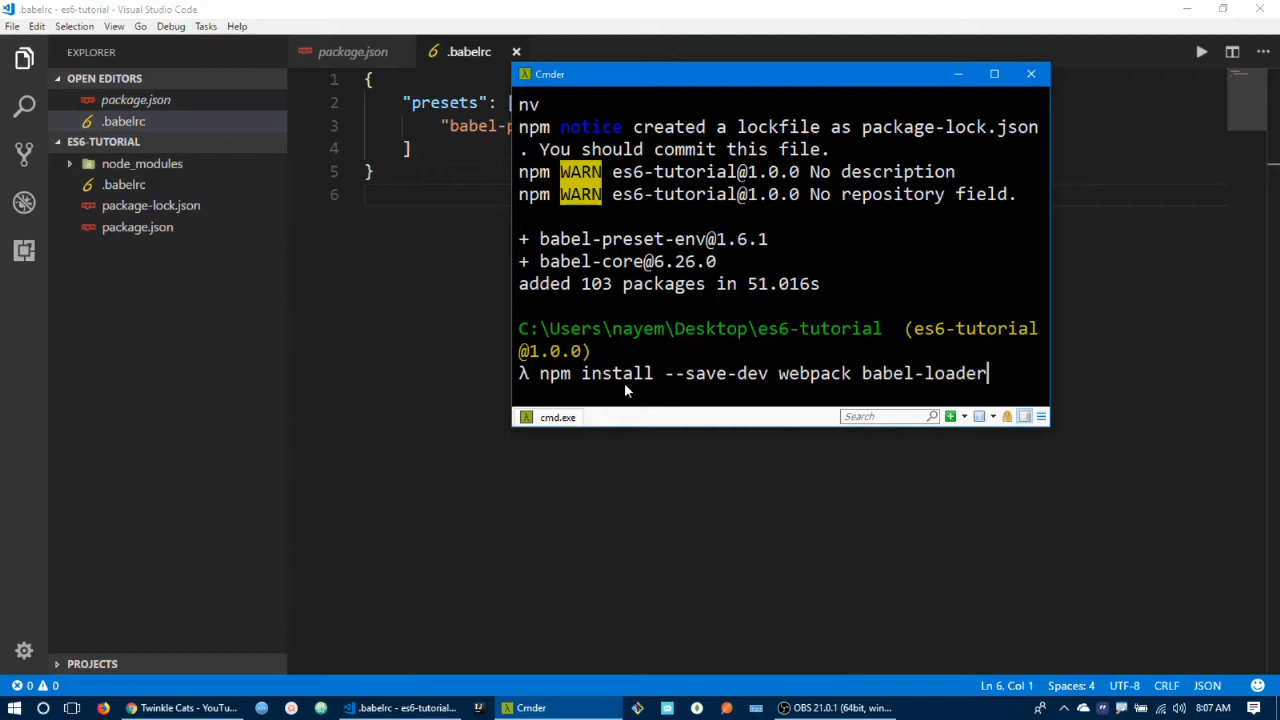 .babelrc - es6-tutorial - Visual Studio Code
File Edit Selection View Go Debug Tasks Help
EXPLORER
OPEN EDITORS
package.json
.babelrc
ES6-TUTORIAL
node_modules
.babelrc
package-lock.json
package.json
PROJECTS
package.json .babelrc
1 {
2 "presets": [
3 "babel-p
4 ]
5 }
6
Cmder
nv
npm notice created a lockfile as package-lock.json
. You should commit this file.
npm WARN es6-tutorial@1.0.0 No description
npm WARN es6-tutorial@1.0.0 No repository field.
+ babel-preset-env@1.6.1
+ babel-core@6.26.0
added 103 packages in 51.016s
C:\Users\nayem\Desktop\es6-tutorial (es6-tutorial
@1.0.0)
λ npm install --save-dev webpack babel-loader
cmd.exe Search
0 0 Ln 6, Col 1 Spaces: 4 UTF-8 CRLF JSON
Twinkle Cats - YouTu... .babelrc - es6-tutorial... Cmder OBS 21.0.1 (64bit, win... 8:07 AM